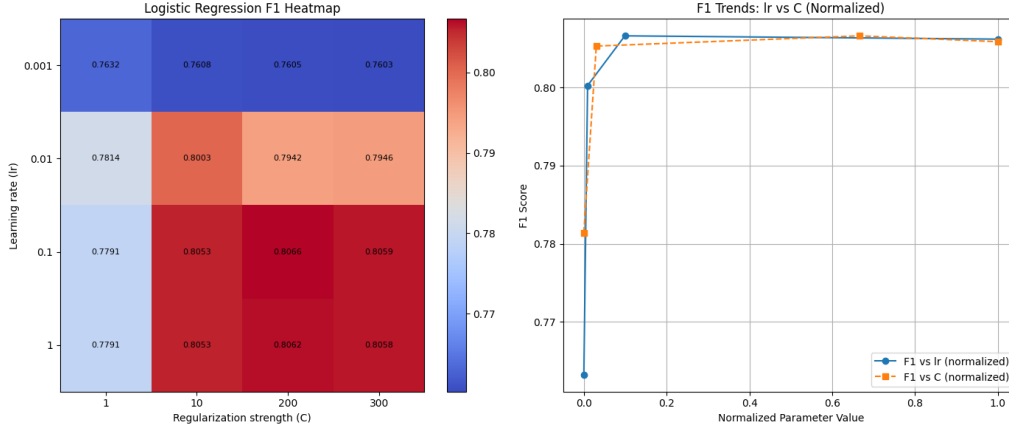 Logistic Regression F1 Heatmap
0.001
0.01
0.1
1
Learning rate (lr)
0.7632 0.7608 0.7605 0.7603
0.7814 0.8003 0.7942 0.7946
0.7791 0.8053 0.8066 0.8059
0.7791 0.8053 0.8062 0.8058
1 10 200 300
Regularization strength (C)
0.80
0.79
0.78
0.77
F1 Trends: lr vs C (Normalized)
F1 Score
0.80
0.79
0.78
0.77
0.0 0.2 0.4 0.6 0.8 1.0
Normalized Parameter Value
F1 vs lr (normalized)
F1 vs C (normalized)